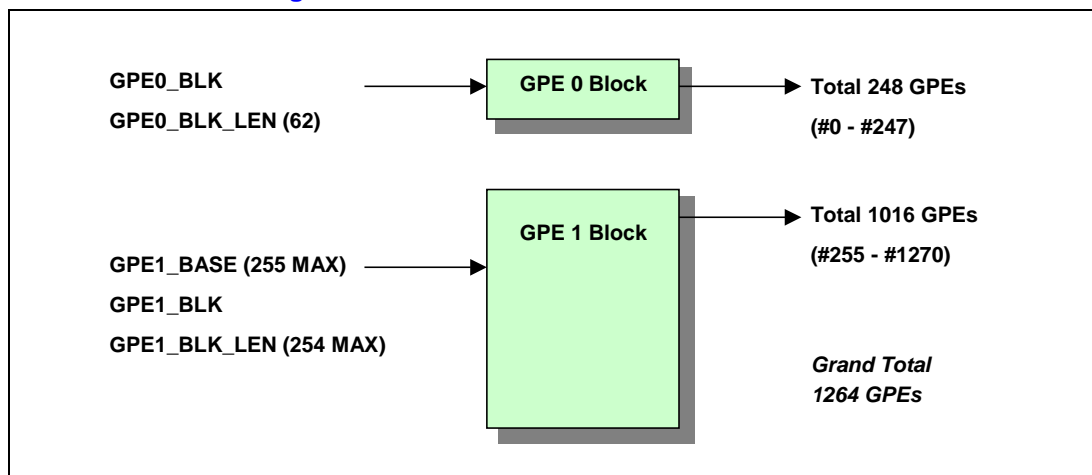 GPE0_BLK
GPE0_BLK_LEN (62)
GPE 0 Block
Total 248 GPEs
(#0 - #247)
GPE1_BASE (255 MAX)
GPE1_BLK
GPE1_BLK_LEN (254 MAX)
GPE 1 Block
Total 1016 GPEs
(#255 - #1270)
Grand Total
1264 GPEs